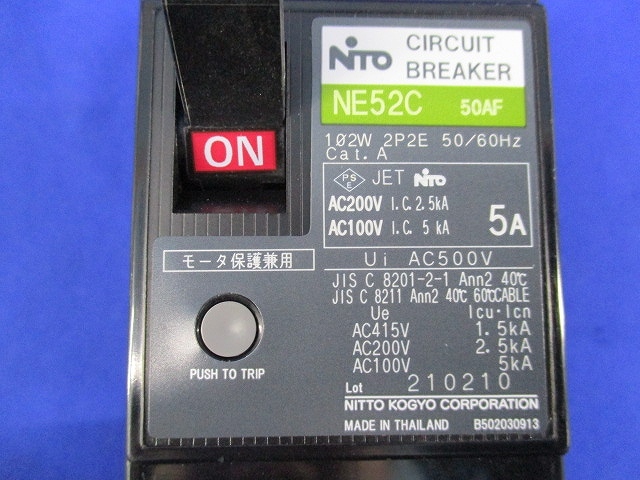 ON
モータ保護兼用
PUSH TO TRIP
NITO CIRCUIT BREAKER
NE52C 50AF
1Ø2W 2P2E 50/60Hz
Cat. A
PSE JET NITO
AC200V I.C. 2.5kA
AC100V I.C. 5 kA 5A
Ui AC500V
JIS C 8201-2-1 Ann2 40℃
JIS C 8211 Ann2 40℃ 60℃CABLE
Ue Icu・Icn
AC415V 1.5kA
AC200V 2.5kA
AC100V 5kA
Lot 210210
NITTO KOGYO CORPORATION
MADE IN THAILAND B502030913